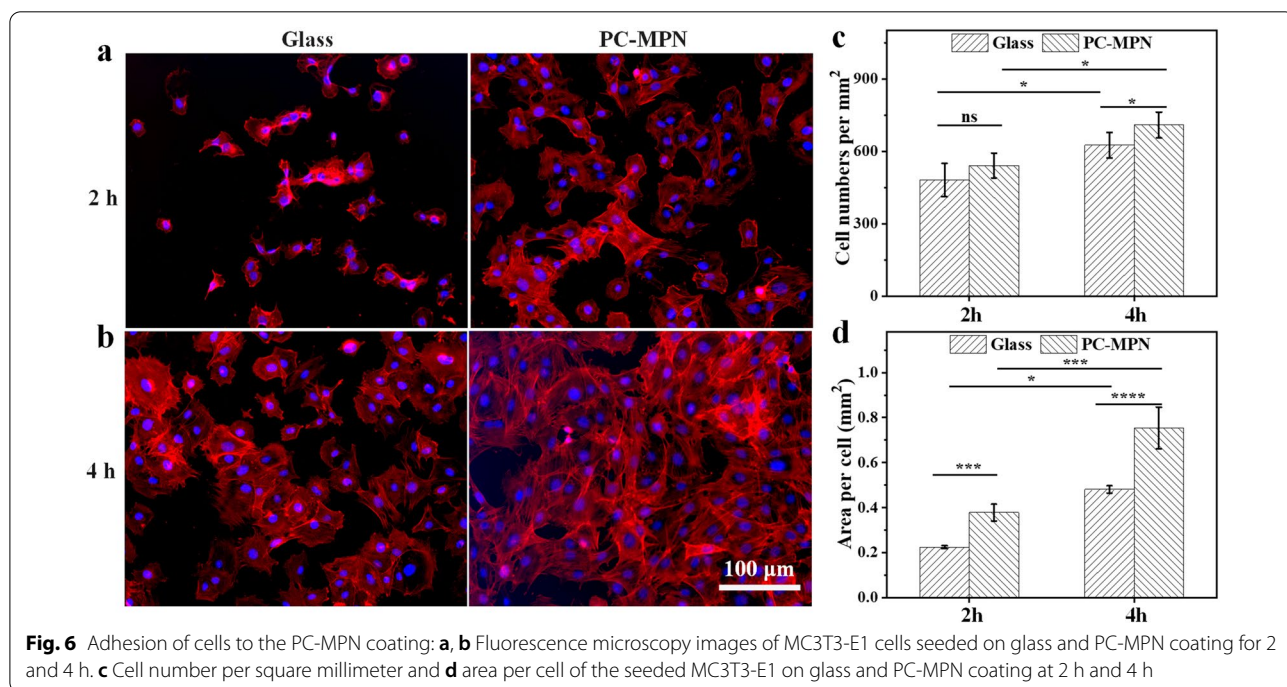 Glass
PC-MPN
a
2 h
b
4 h
100 µm
c
Glass
PC-MPN
Cell numbers per mm²
900
600
300
0
ns
*
*
*
2h
4h
d
Glass
PC-MPN
Area per cell (mm²)
1.0
0.8
0.6
0.4
0.2
0.0
***
*
***
****
2h
4h
Fig. 6 Adhesion of cells to the PC-MPN coating: a, b Fluorescence microscopy images of MC3T3-E1 cells seeded on glass and PC-MPN coating for 2
and 4 h. c Cell number per square millimeter and d area per cell of the seeded MC3T3-E1 on glass and PC-MPN coating at 2 h and 4 h